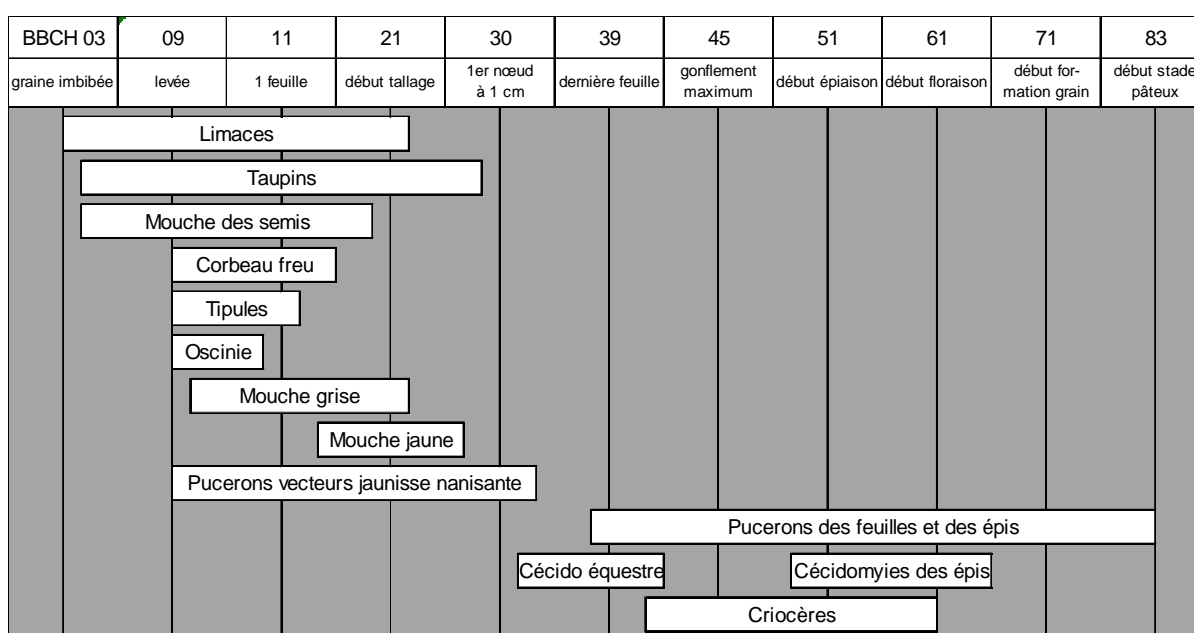 BBCH 03 09 11 21 30 39 45 51 61 71 83
graine imbibée levée 1 feuille début tallage 1er nœud à 1 cm dernière feuille gonflement maximum début épiaison début floraison début for- mation grain début stade pâteux
Limaces
Taupins
Mouche des semis
Corbeau freu
Tipules
Oscinie
Mouche grise
Mouche jaune
Pucerons vecteurs jaunisse nanisante
Pucerons des feuilles et des épis
Cécido équestre Cécidomyies des épis
Criocères